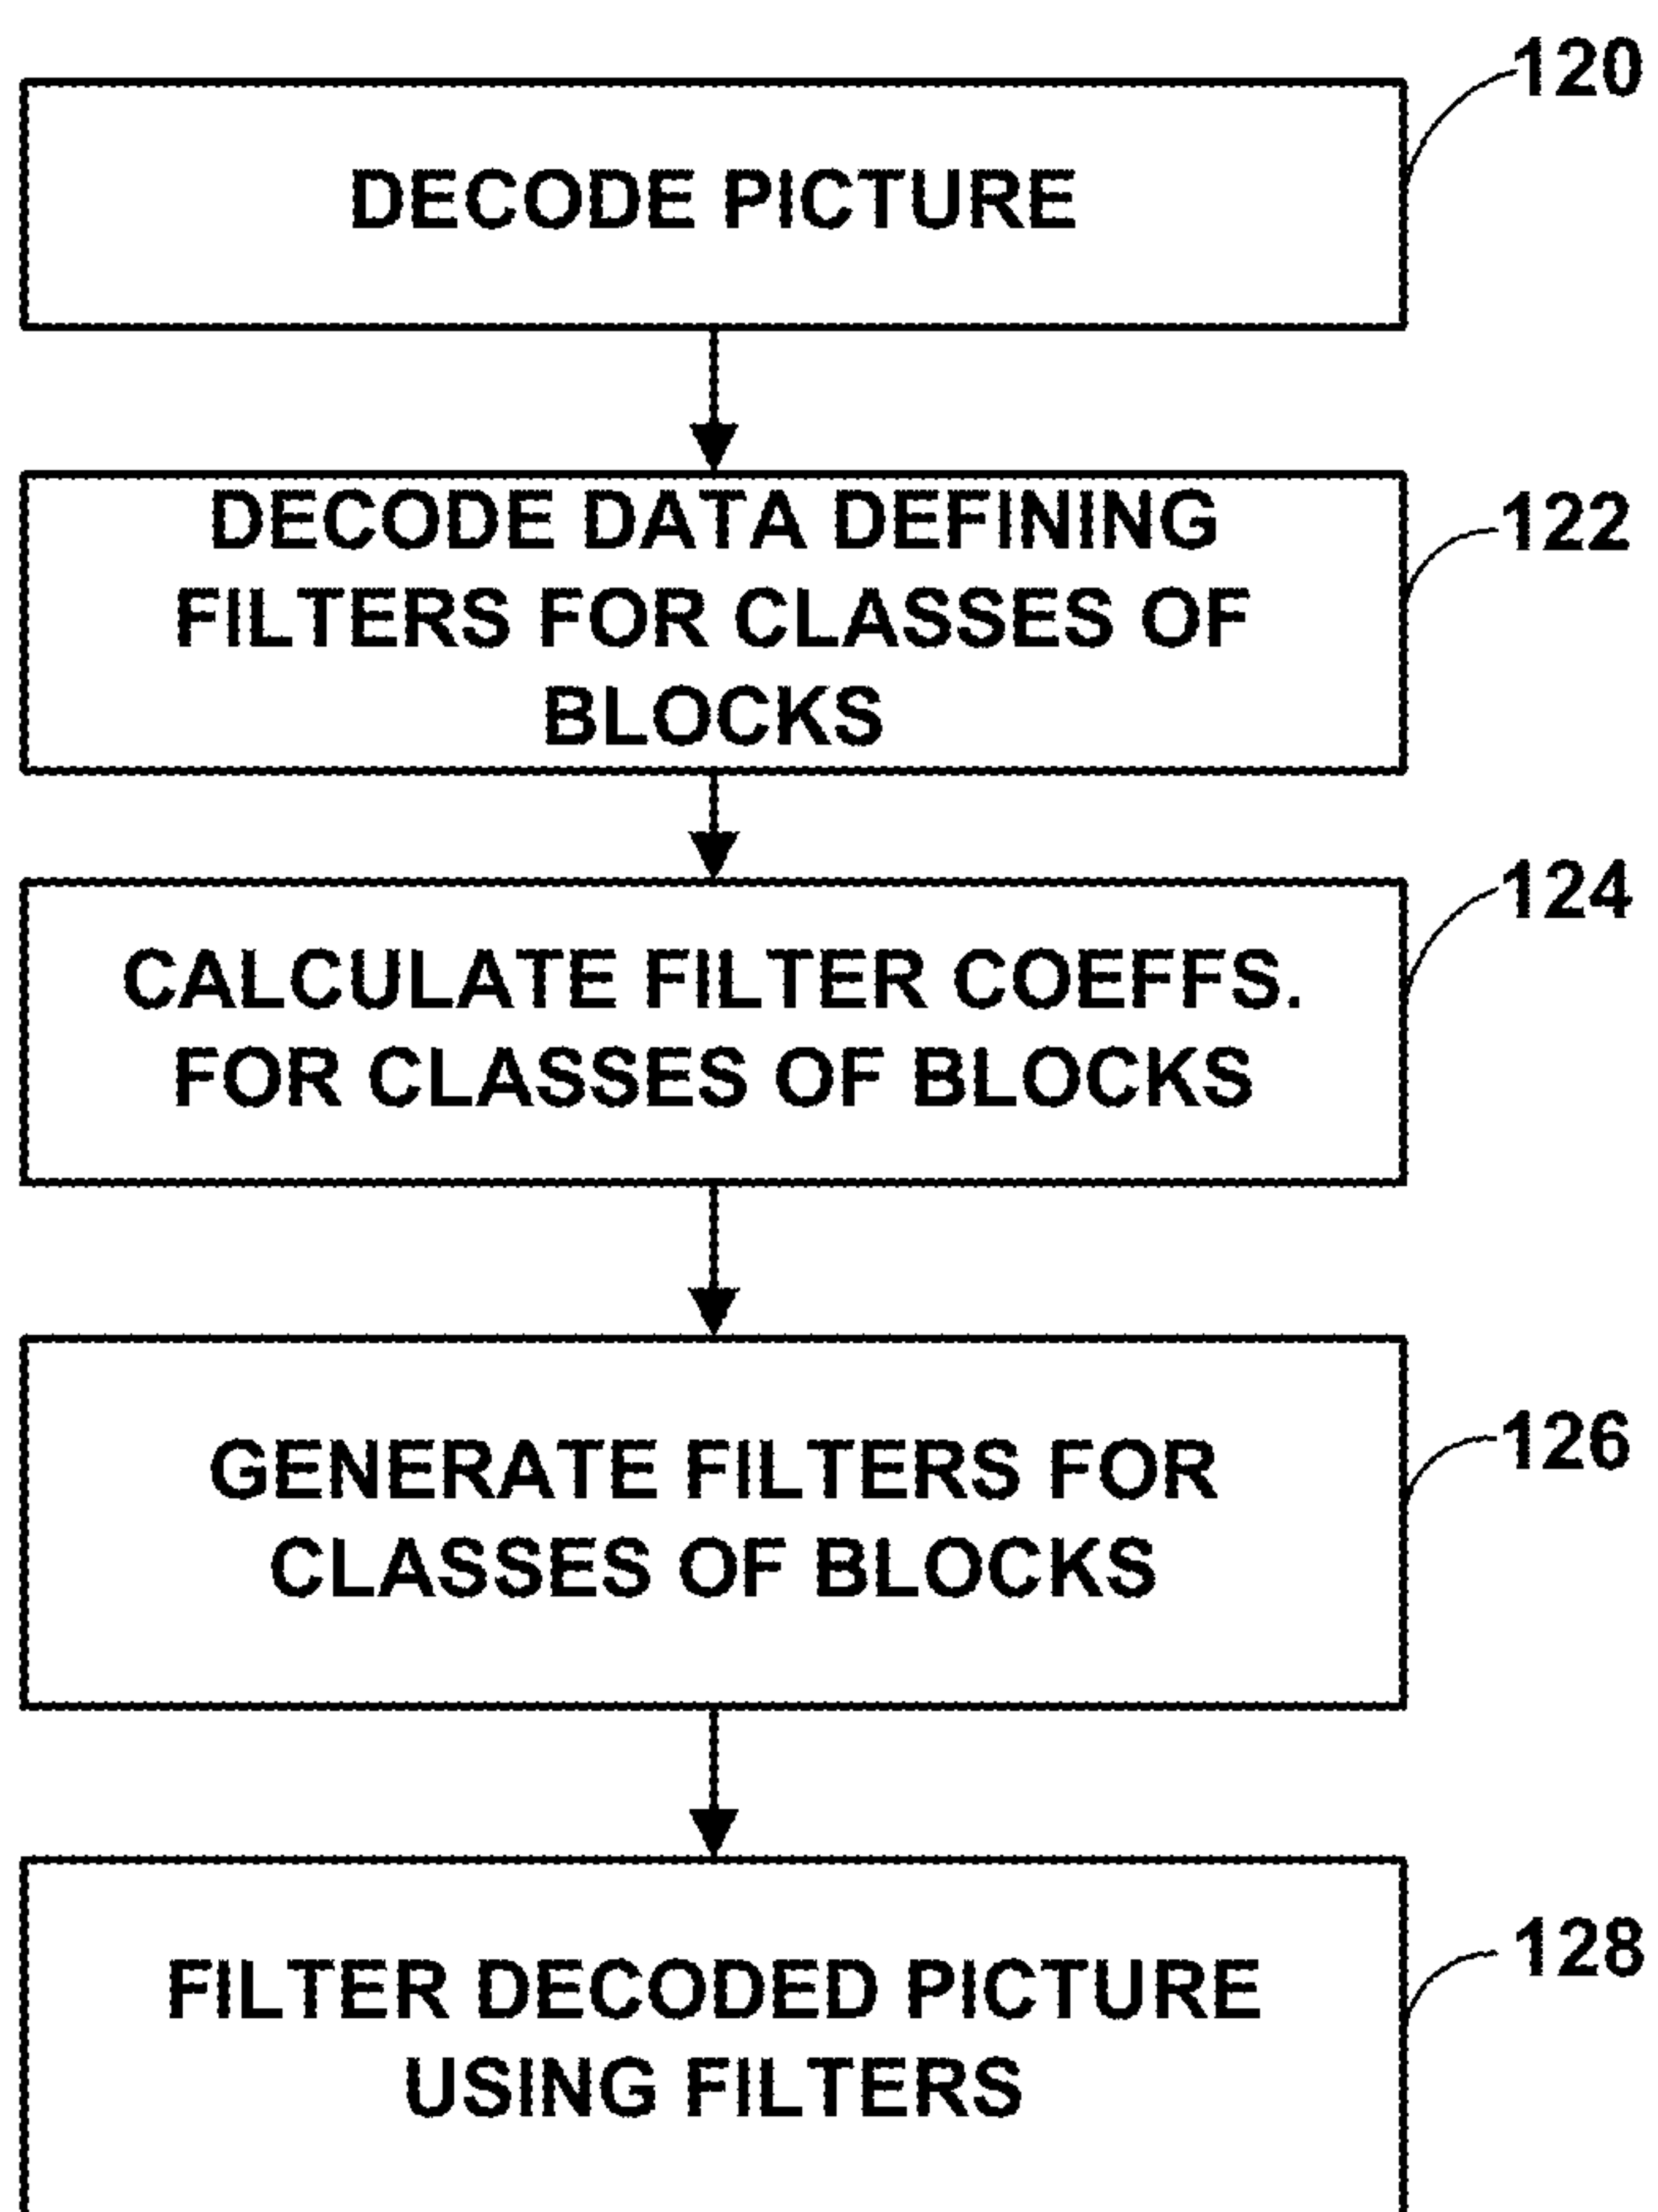 120
DECODE PICTURE
122
DECODE DATA DEFINING
FILTERS FOR CLASSES OF
BLOCKS
124
CALCULATE FILTER COEFFS.
FOR CLASSES OF BLOCKS
126
GENERATE FILTERS FOR
CLASSES OF BLOCKS
128
FILTER DECODED PICTURE
USING FILTERS